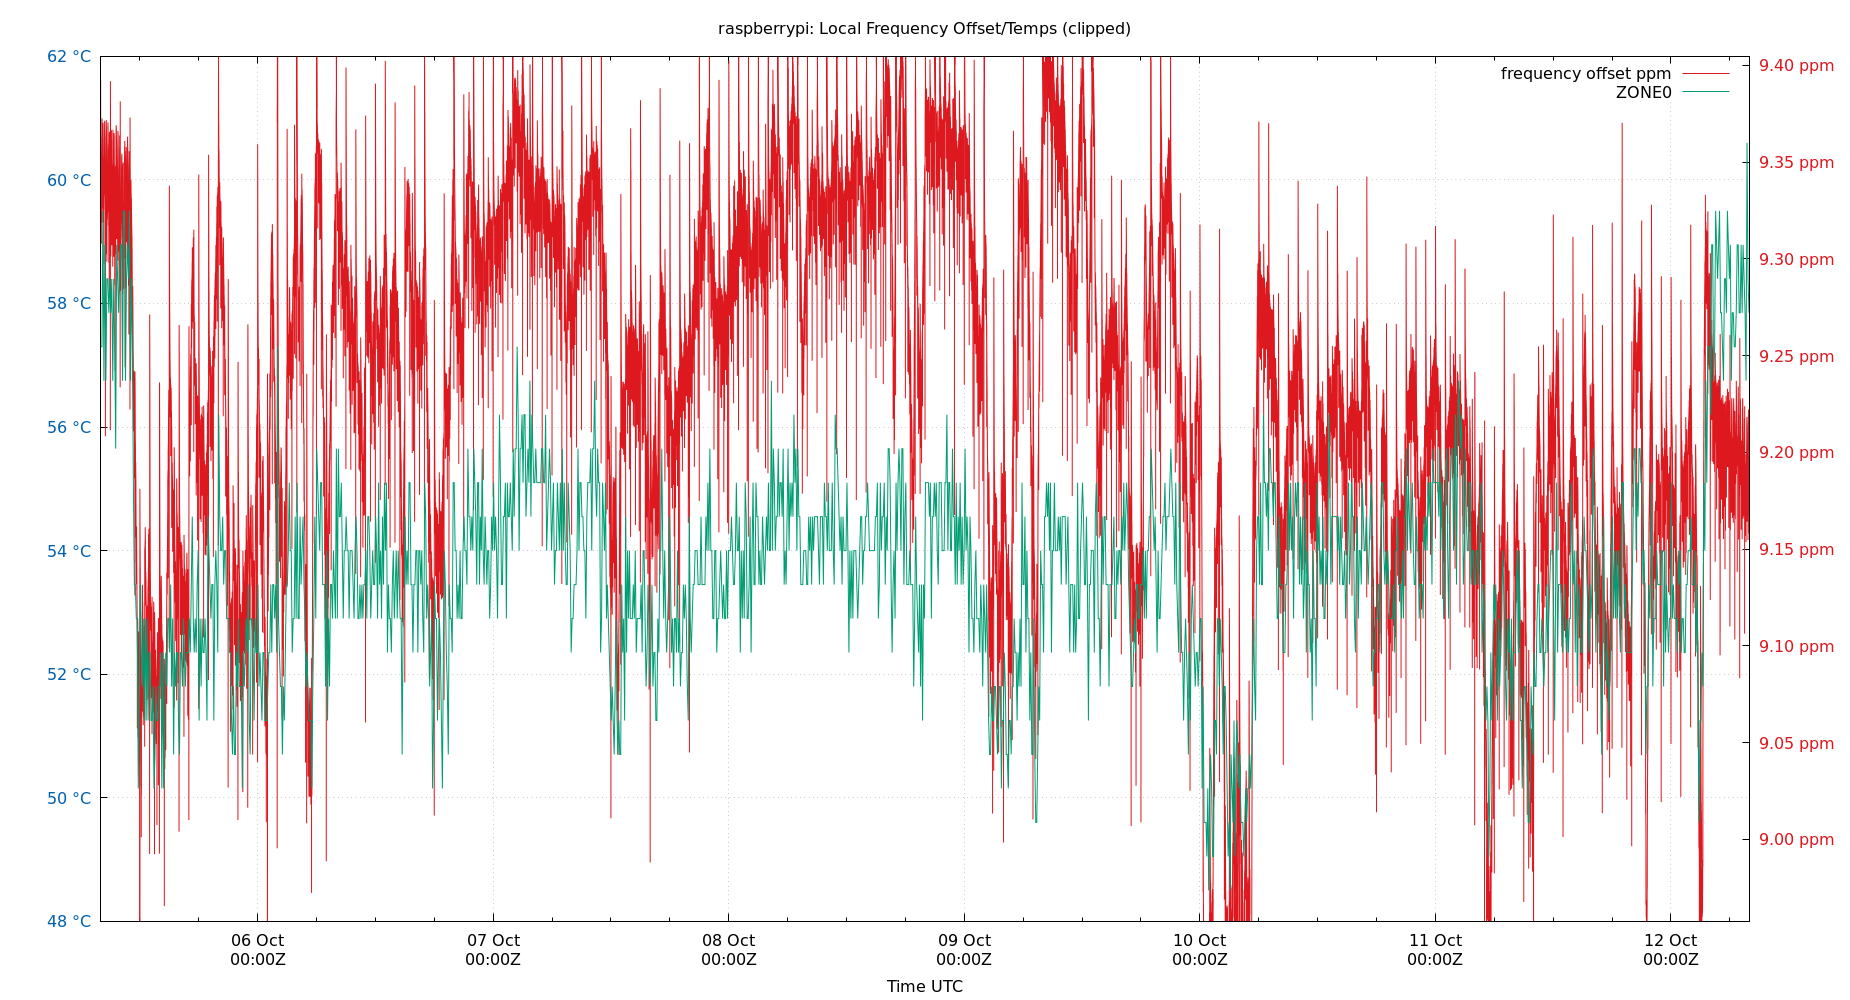 raspberrypi: Local Frequency Offset/Temps (clipped)
62 °C
60 °C
58 °C
56 °C
54 °C
52 °C
50 °C
48 °C
frequency offset ppm
ZONE0
9.40 ppm
9.35 ppm
9.30 ppm
9.25 ppm
9.20 ppm
9.15 ppm
9.10 ppm
9.05 ppm
9.00 ppm
06 Oct
00:00Z
07 Oct
00:00Z
08 Oct
00:00Z
09 Oct
00:00Z
10 Oct
00:00Z
11 Oct
00:00Z
12 Oct
00:00Z
Time UTC